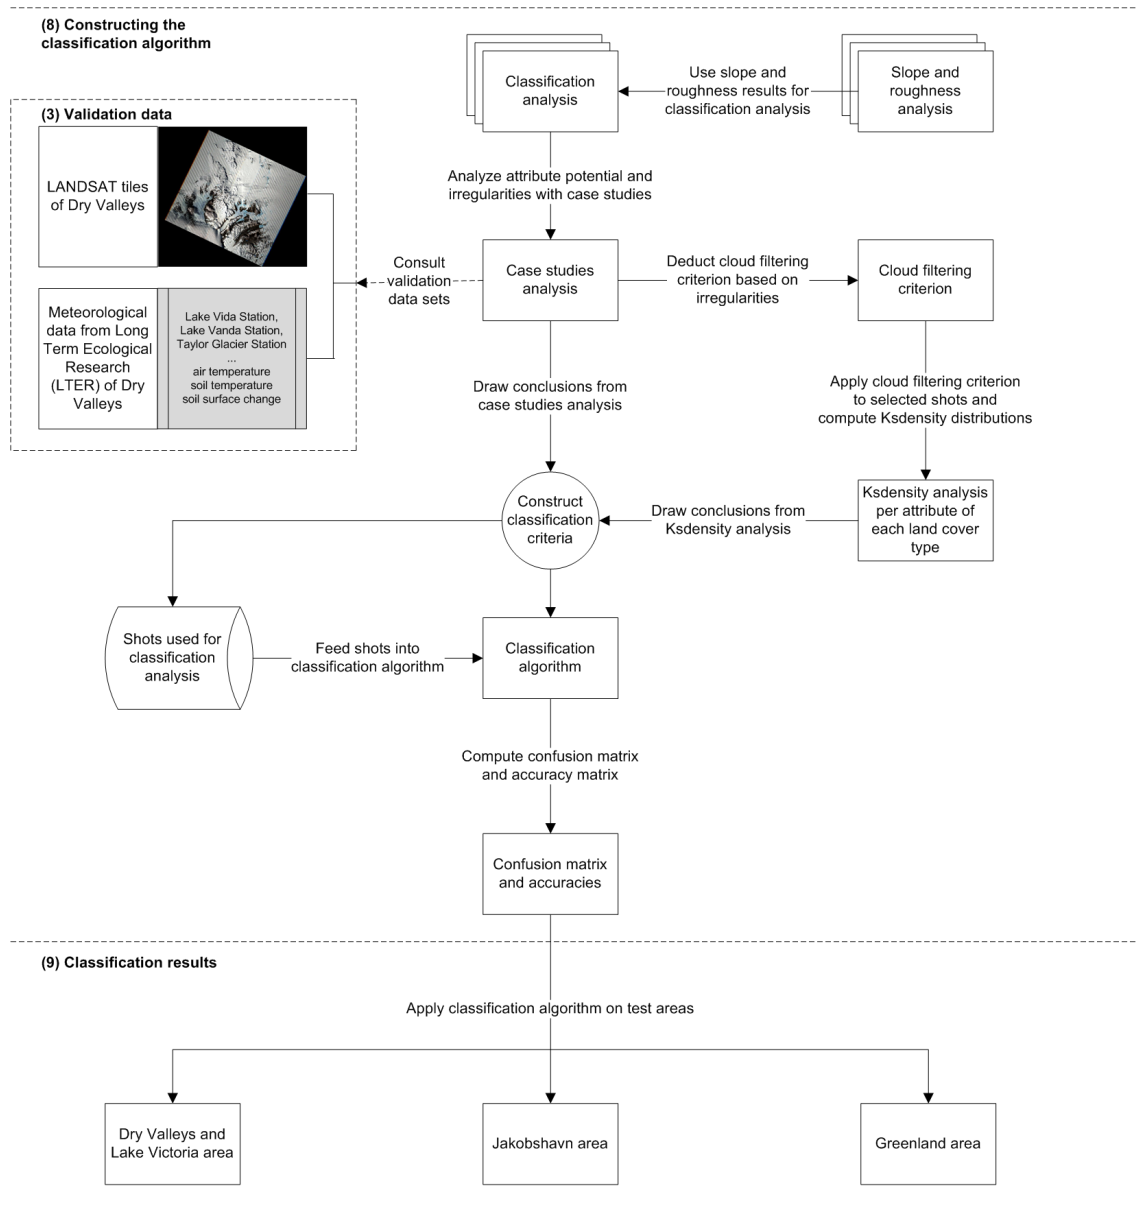 (8) Constructing the
classification algorithm
Classification
analysis
Use slope and
roughness results for
classification analysis
Slope and
roughness
analysis
(3) Validation data
LANDSAT tiles
of Dry Valleys
Analyze attribute potential and
irregularities with case studies
Meteorological
data from Long
Term Ecological
Research
(LTER) of Dry
Valleys
Lake Vida Station,
Lake Vanda Station,
Taylor Glacier Station
...
air temperature
soil temperature
soil surface change
Consult
validation
data sets
Case studies
analysis
Deduct cloud filtering
criterion based on
irregularities
Cloud filtering
criterion
Draw conclusions from
case studies analysis
Apply cloud filtering criterion
to selected shots and
compute Ksdensity distributions
Construct
classification
criteria
Draw conclusions from
Ksdensity analysis
Ksdensity analysis
per attribute of
each land cover
type
Shots used for
classification
analysis
Feed shots into
classification algorithm
Classification
algorithm
Compute confusion matrix
and accuracy matrix
Confusion matrix
and accuracies
(9) Classification results
Apply classification algorithm on test areas
Dry Valleys and
Lake Victoria area
Jakobshavn area
Greenland area